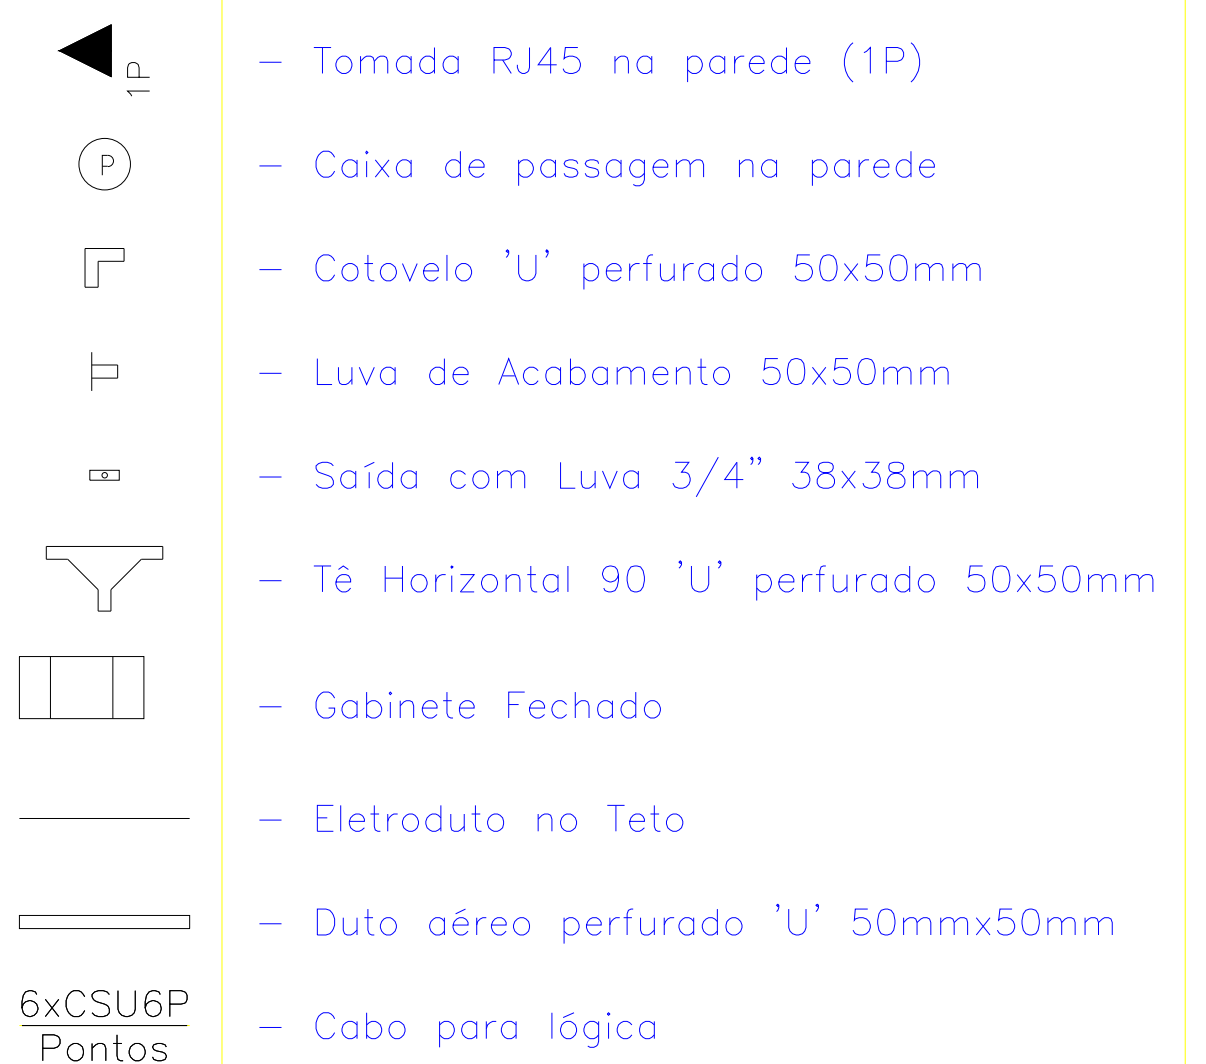 1P
- Tomada RJ45 na parede (1P)
P
- Caixa de passagem na parede
- Cotovelo 'U' perfurado 50x50mm
- Luva de Acabamento 50x50mm
- Saída com Luva 3/4" 38x38mm
- Tê Horizontal 90 'U' perfurado 50x50mm
- Gabinete Fechado
- Eletroduto no Teto
- Duto aéreo perfurado 'U' 50mmx50mm
6xCSU6P
Pontos
- Cabo para lógica